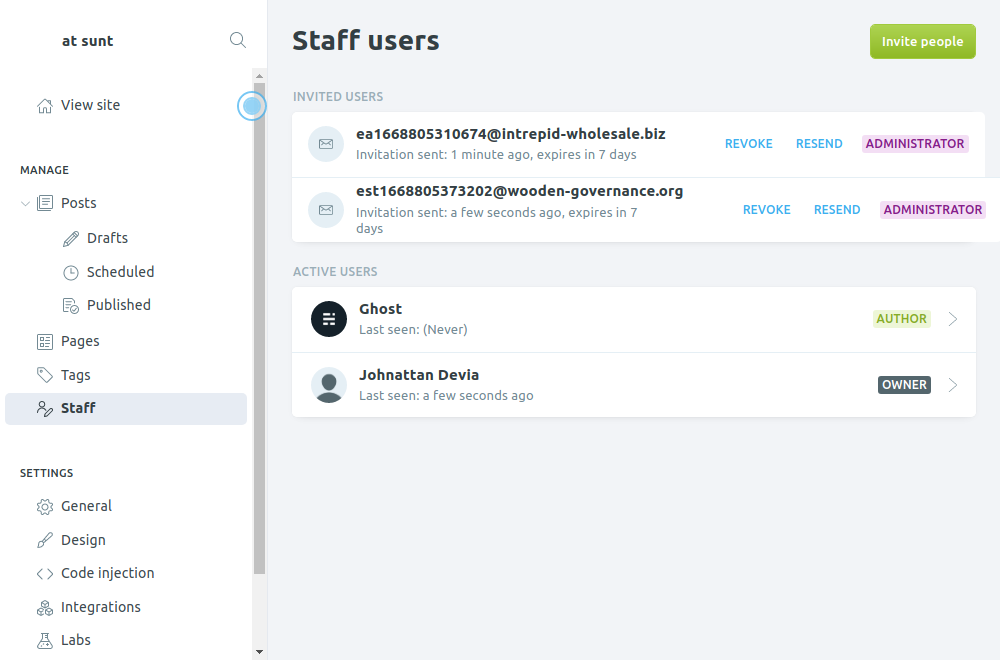 at sunt
View site
MANAGE
Posts
Drafts
Scheduled
Published
Pages
Tags
Staff
SETTINGS
General
Design
Code injection
Integrations
Labs
Staff users
Invite people
INVITED USERS
ea1668805310674@intrepid-wholesale.biz
Invitation sent: 1 minute ago, expires in 7 days
REVOKE RESEND ADMINISTRATOR
est1668805373202@wooden-governance.org
Invitation sent: a few seconds ago, expires in 7
days
REVOKE RESEND ADMINISTRATOR
ACTIVE USERS
Ghost
Last seen: (Never)
AUTHOR
Johnattan Devia
Last seen: a few seconds ago
OWNER